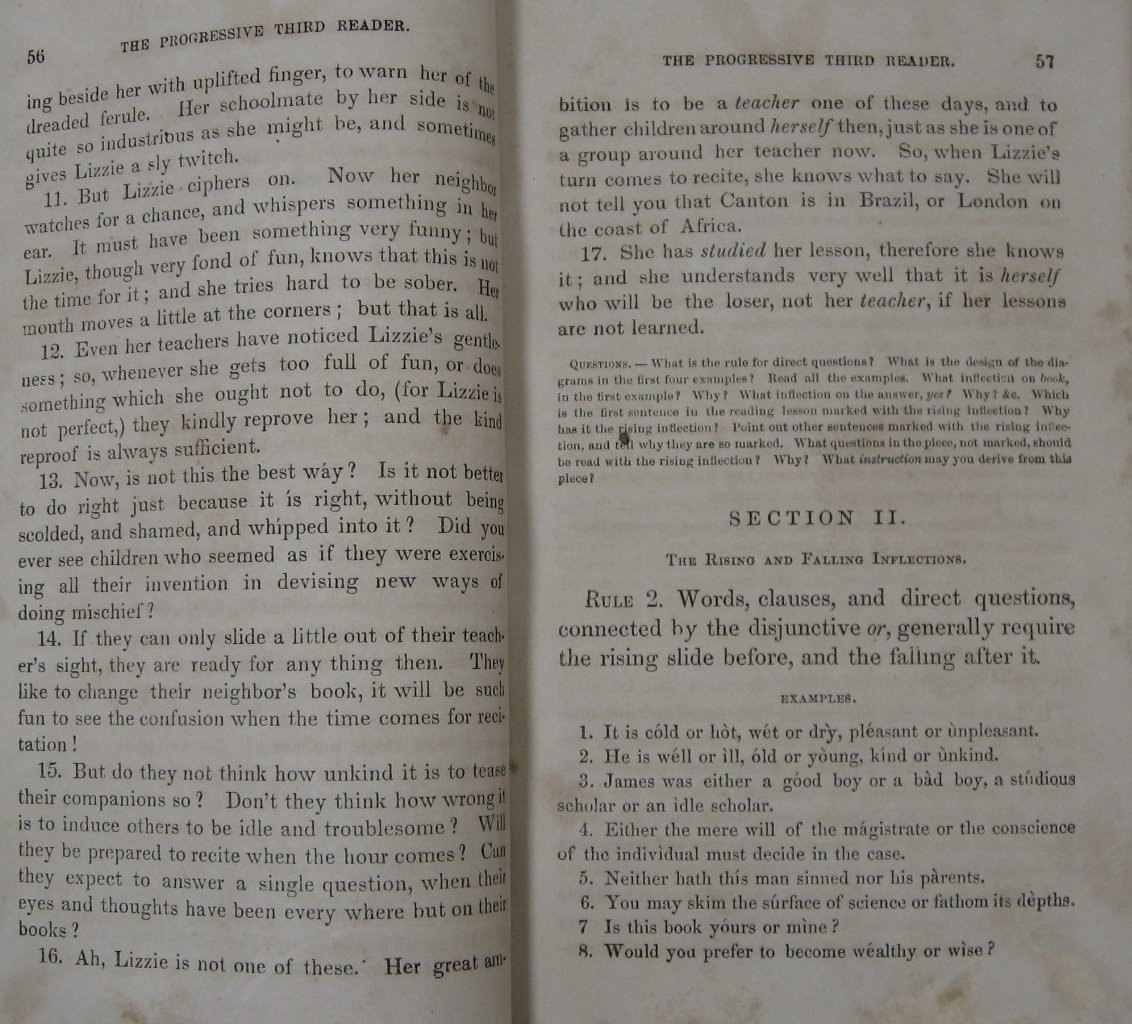 56
THE PROGRESSIVE THIRD READER.
ing beside her with uplifted finger, to warn her of the
dreaded ferule. Her schoolmate by her side is not
quite so industrious as she might be, and sometimes
gives Lizzie a sly twitch.
11. But Lizzie ciphers on. Now her neighbor
watches for a chance, and whispers something in her
ear. It must have been something very funny; but
Lizzie, though very fond of fun, knows that this is not
the time for it; and she tries hard to be sober. Her
mouth moves a little at the corners; but that is all.
12. Even her teachers have noticed Lizzie's gentle-
ness; so, whenever she gets too full of fun, or does
something which she ought not to do, (for Lizzie is
not perfect,) they kindly reprove her; and the kind
reproof is always sufficient.
13. Now, is not this the best wáy? Is it not better
to do right just because it ís right, without being
scolded, and shamed, and whípped into it? Did you
ever see children who seemed as if they were exercis-
ing all their invention in devising new ways of
doing míschief?
14. If they can only slide a little out of their teach-
er's sight, they are ready for any thing then. They
like to change their neighbor's book, it will be such
fun to see the confusion when the time comes for reci-
tation!
15. But do they not think how unkind it is to tease
their companions so? Don't they think how wrong it
is to induce others to be idle and troublesome? Will
they be prepared to recite when the hour comes? Can
they expect to answer a single question, when their
eyes and thoughts have been every where but on their
books?
16. Ah, Lizzie is not one of these. Her great am-
THE PROGRESSIVE THIRD READER.
57
bition is to be a teacher one of these days, and to
gather children around herself then, just as she is one of
a group around her teacher now. So, when Lizzie's
turn comes to recite, she knows what to say. She will
not tell you that Canton is in Brazil, or London on
the coast of Africa.
17. She has studied her lesson, therefore she knows
it; and she understands very well that it is herself
who will be the loser, not her teacher, if her lessons
are not learned.
QUESTIONS. — What is the rule for direct questions? What is the design of the dia-
grams in the first four examples? Read all the examples. What inflection on book,
in the first example? Why? What inflection on the answer, yes? Why? &c. Which
is the first sentence in the reading lesson marked with the rising inflection? Why
has it the rising inflection? Point out other sentences marked with the rising inflec-
tion, and tell why they are so marked. What questions in the piece, not marked, should
be read with the rising inflection? Why? What instruction may you derive from this
piece?
SECTION II.
THE RISING AND FALLING INFLECTIONS.
RULE 2. Words, clauses, and direct questions,
connected by the disjunctive or, generally require
the rising slide before, and the falling after it.
EXAMPLES.
1. It is cóld or hòt, wét or drỳ, pléasant or ùnpleasant.
2. He is wéll or ìll, óld or yòung, kínd or ùnkind.
3. James was either a góod boy or a bàd boy, a stúdious
scholar or an ìdle scholar.
4. Either the mere will of the mágistrate or the conscience
of the indivìdual must decide in the case.
5. Neither hath thís man sinned nor his pàrents.
6. You may skim the súrface of science or fathom its dèpths.
7 Is this book yóurs or mìne?
8. Would you prefer to become wéalthy or wìse?